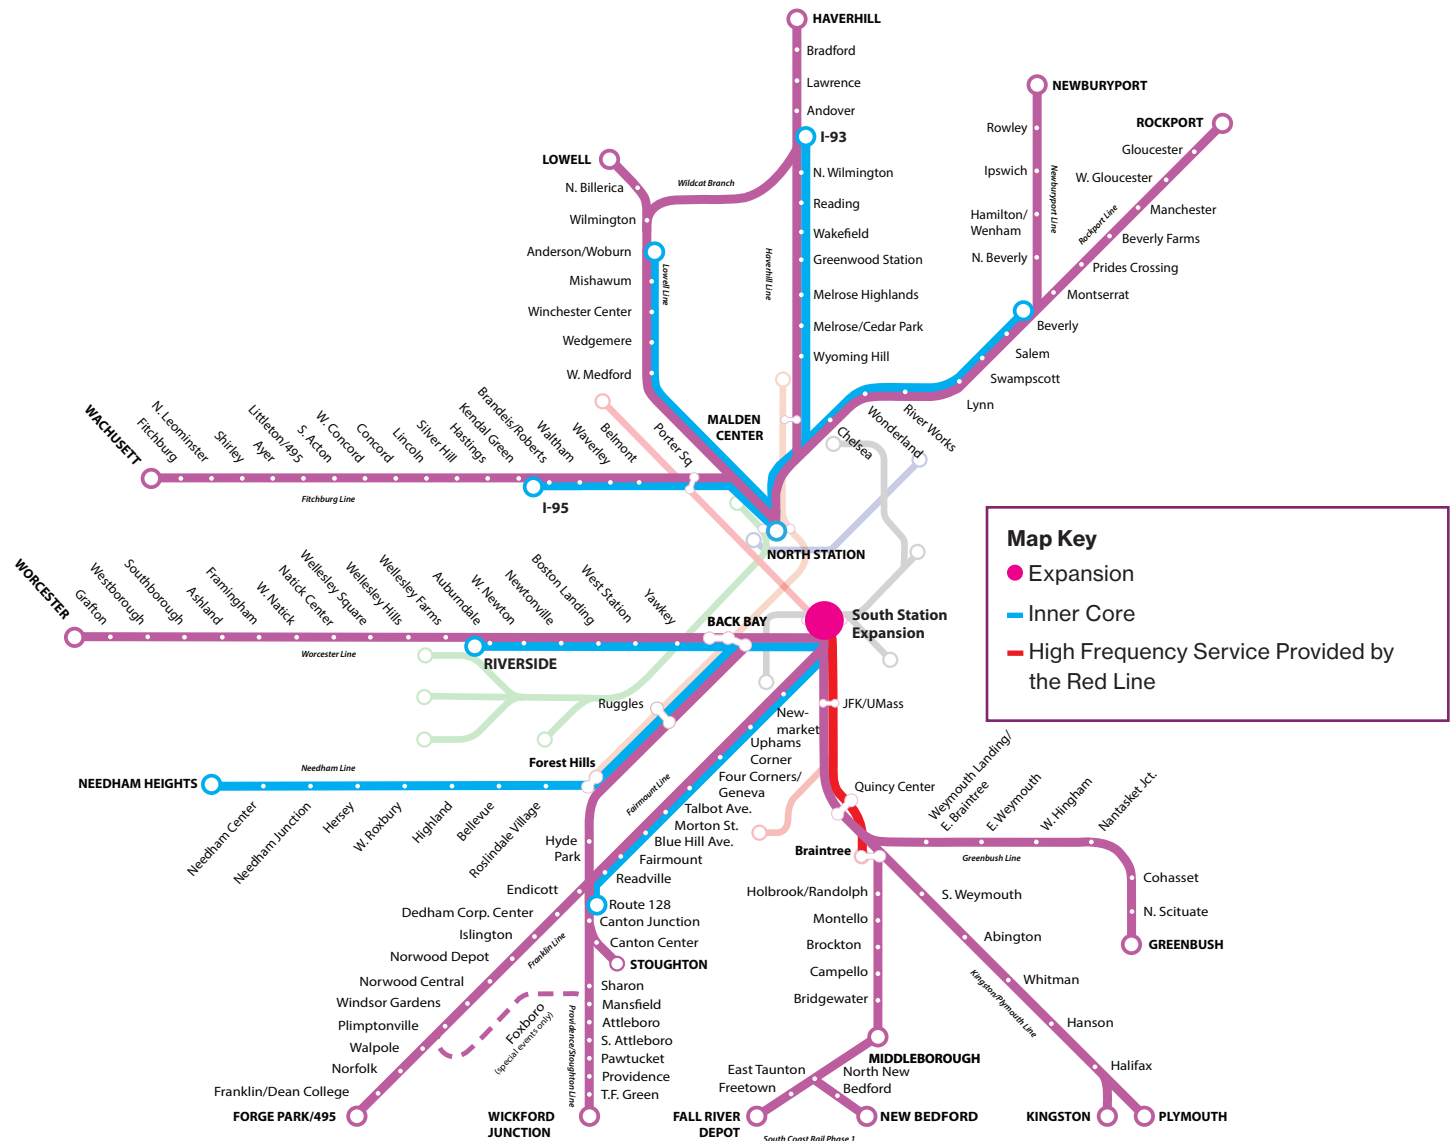 HAVERHILL
Bradford
Lawrence
Andover
I-93
N. Wilmington
Reading
Wakefield
Greenwood Station
Melrose Highlands
Melrose/Cedar Park
Wyoming Hill
MALDEN
CENTER
Haverhill Line
Wildcat Branch
LOWELL
N. Billerica
Wilmington
Anderson/Woburn
Mishawum
Winchester Center
Wedgemere
W. Medford
Lowell Line
NEWBURYPORT
Rowley
Ipswich
Hamilton/
Wenham
N. Beverly
Newburyport Line
ROCKPORT
Gloucester
W. Gloucester
Manchester
Beverly Farms
Prides Crossing
Montserrat
Rockport Line
Beverly
Salem
Swampscott
Lynn
River Works
Wonderland
Chelsea
WACHUSETT
Fitchburg
N. Leominster
Shirley
Ayer
Littleton/495
S. Acton
W. Concord
Concord
Lincoln
Silver Hill
Hastings
Kendal Green
Brandeis/Roberts
Waltham
Waverley
Belmont
Porter Sq
Fitchburg Line
I-95
NORTH STATION
WORCESTER
Grafton
Westborough
Southborough
Ashland
Framingham
W. Natick
Natick Center
Wellesley Square
Wellesley Hills
Wellesley Farms
Auburndale
W. Newton
Newtonville
Boston Landing
West Station
Yawkey
BACK BAY
Worcester Line
RIVERSIDE
South Station
Expansion
Map Key
Expansion
Inner Core
High Frequency Service Provided by
the Red Line
Ruggles
Forest Hills
NEEDHAM HEIGHTS
Needham Line
Needham Center
Needham Junction
Hersey
W. Roxbury
Highland
Bellevue
Roslindale Village
New-
market
Uphams
Corner
Four Corners/
Geneva
Talbot Ave.
Morton St.
Blue Hill Ave.
Fairmount
Readville
Fairmount Line
JFK/UMass
Quincy Center
Braintree
Weymouth Landing/
E. Braintree
E. Weymouth
W. Hingham
Nantasket Jct.
Greenbush Line
Cohasset
N. Scituate
GREENBUSH
Hyde
Park
Endicott
Dedham Corp. Center
Islington
Norwood Depot
Norwood Central
Windsor Gardens
Plimptonville
Walpole
Norfolk
Franklin/Dean College
FORGE PARK/495
Franklin Line
Foxboro
(special events only)
Route 128
Canton Junction
Canton Center
STOUGHTON
Sharon
Mansfield
Attleboro
S. Attleboro
Pawtucket
Providence
T.F. Green
WICKFORD
JUNCTION
Providence/Stoughton Line
Holbrook/Randolph
Montello
Brockton
Campello
Bridgewater
MIDDLEBOROUGH
East Taunton
Freetown
FALL RIVER
DEPOT
North New
Bedford
NEW BEDFORD
South Coast Rail Phase 1
S. Weymouth
Abington
Whitman
Hanson
Halifax
Kingston/Plymouth Line
KINGSTON
PLYMOUTH